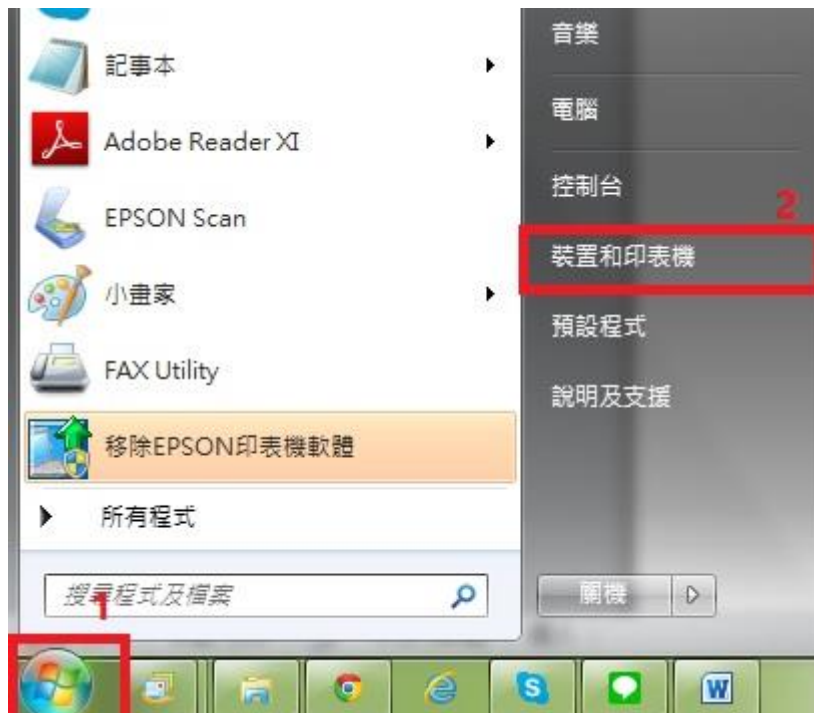 記事本
Adobe Reader XI
EPSON Scan
小畫家
FAX Utility
移除EPSON印表機軟體
所有程式
搜尋程式及檔案
1
音樂
電腦
控制台
2
裝置和印表機
預設程式
說明及支援
關機
S
W